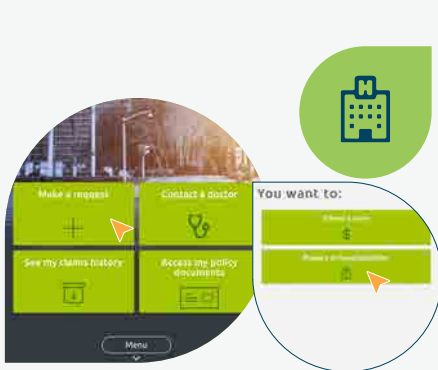 Make a request
Contact a doctor
See my claims history
Access my policy
documents
Menu
You want to: